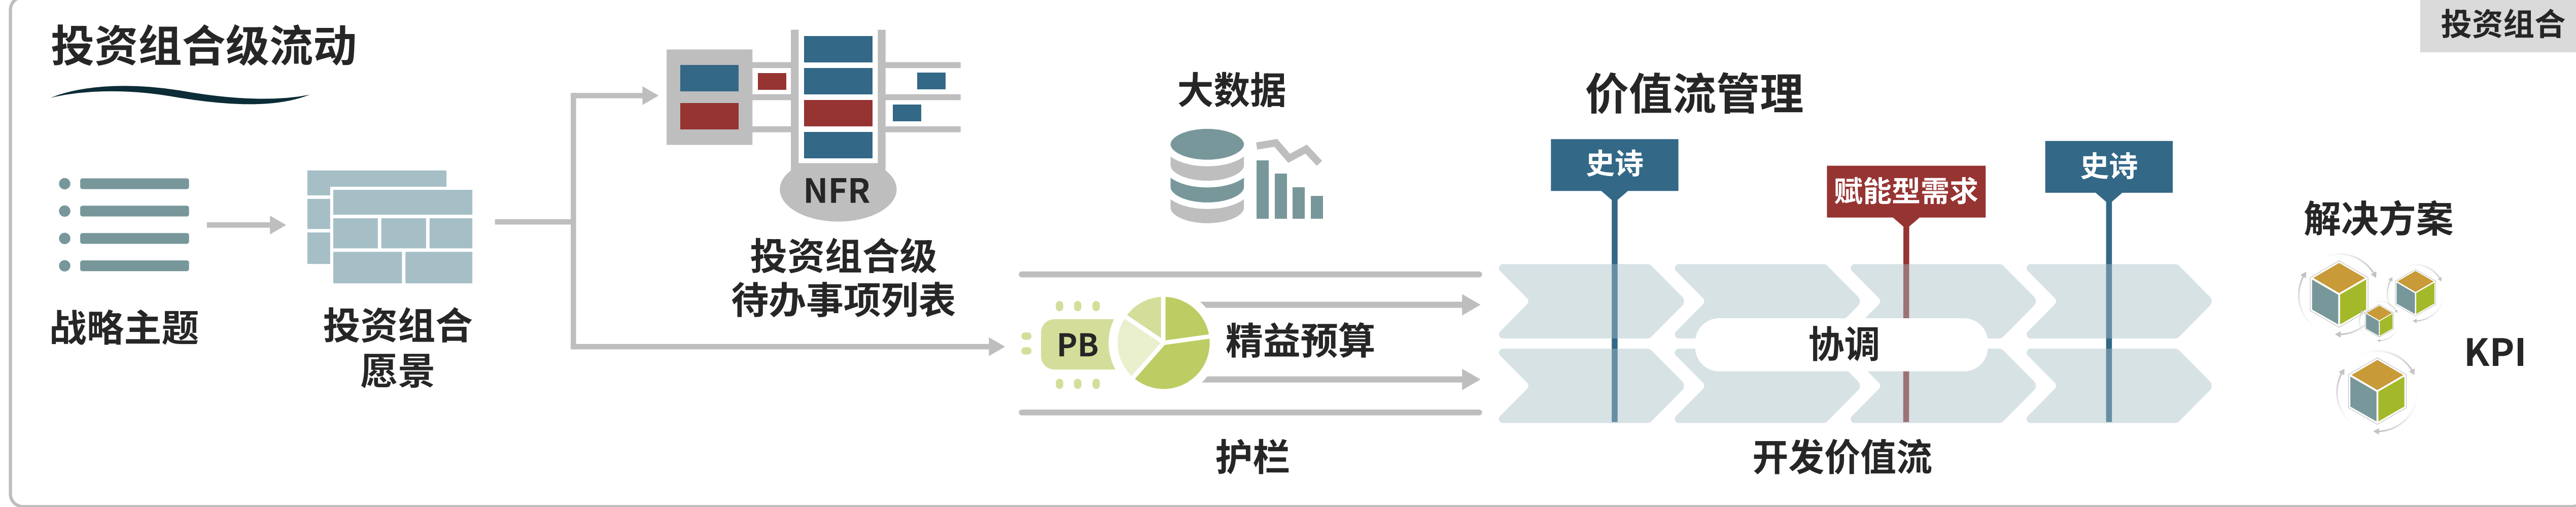 投资组合级流动
投资组合
战略主题
投资组合
愿景
NFR
投资组合级
待办事项列表
大数据
PB
精益预算
护栏
价值流管理
史诗
赋能型需求
史诗
协调
开发价值流
解决方案
KPI